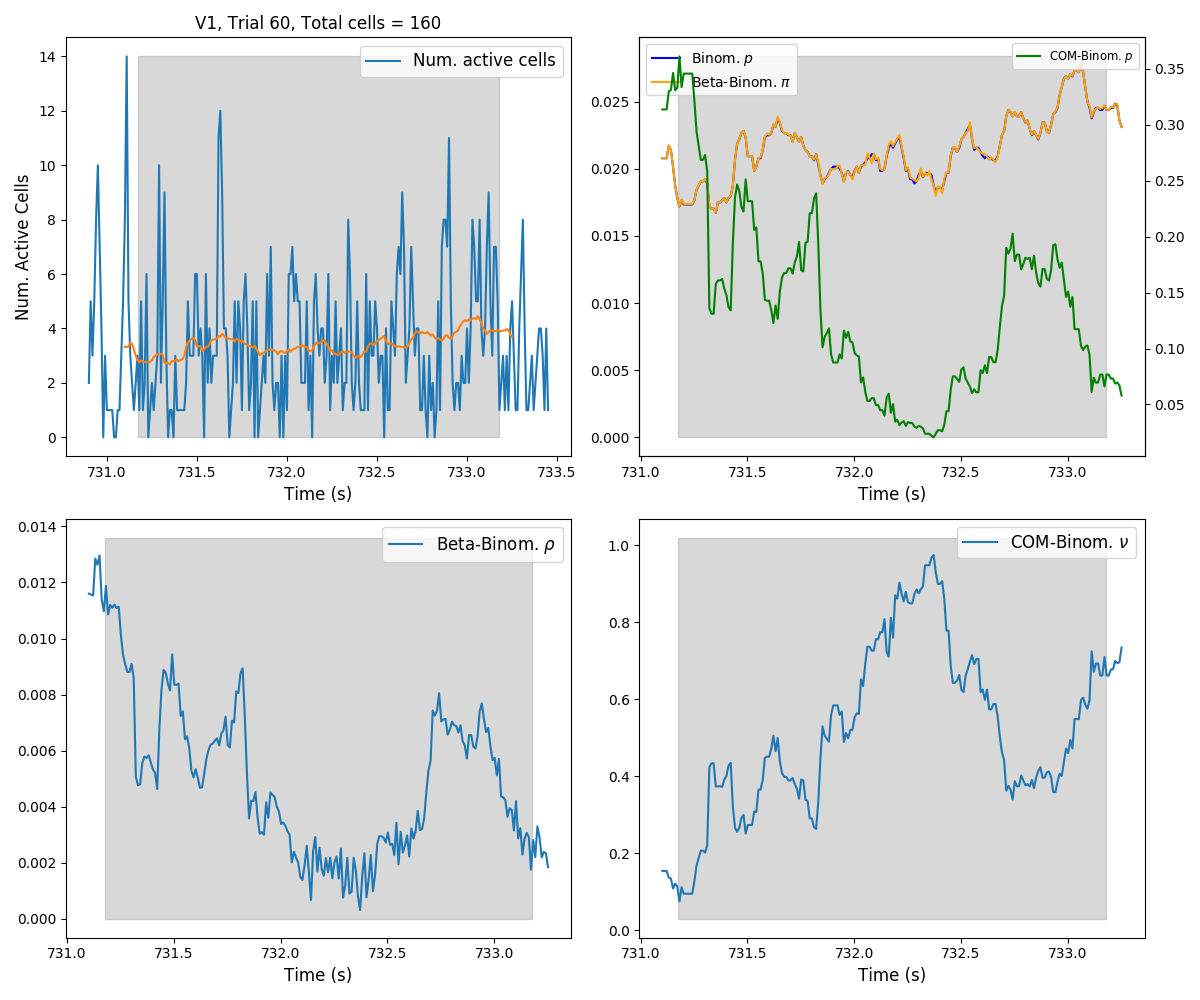 V1, Trial 60, Total cells = 160
Num. active cells
Num. Active Cells
14
12
10
8
6
4
2
0
731.0 731.5 732.0 732.5 733.0 733.5
Time (s)
Binom. p
Beta-Binom. π
COM-Binom. p
0.025
0.020
0.015
0.010
0.005
0.000
0.35
0.30
0.25
0.20
0.15
0.10
0.05
731.0 731.5 732.0 732.5 733.0
Time (s)
Beta-Binom. ρ
0.014
0.012
0.010
0.008
0.006
0.004
0.002
0.000
731.0 731.5 732.0 732.5 733.0
Time (s)
COM-Binom. ν
1.0
0.8
0.6
0.4
0.2
0.0
731.0 731.5 732.0 732.5 733.0
Time (s)